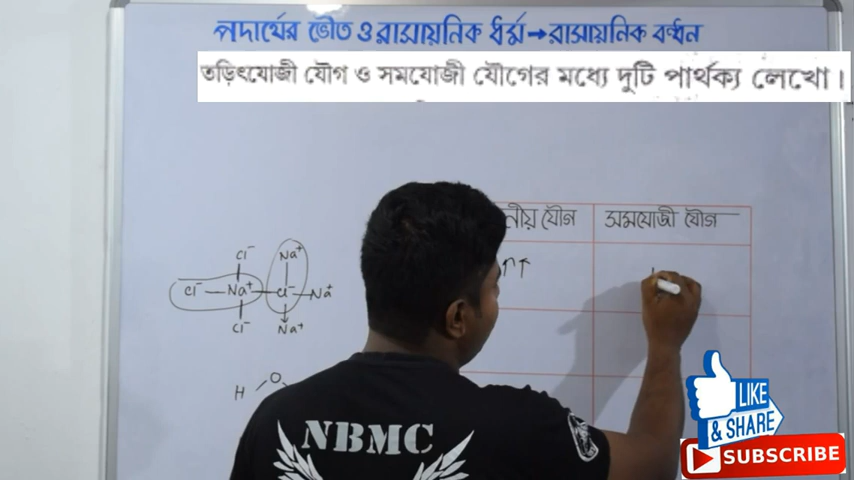 পদার্থের ভৌত ও রাসায়নিক ধর্ম → রাসায়নিক বন্ধন
তড়িৎযোজী যৌগ ও সমযোজী যৌগের মধ্যে দুটি পার্থক্য লেখো।
যৌগ সমযোজী যৌগ
↑ ↑
Cl⁻ Na⁺
Cl⁻ — Na⁺ — Cl⁻ — Na⁺
Cl⁻ Na⁺
H O
NBMC
LIKE
& SHARE
SUBSCRIBE